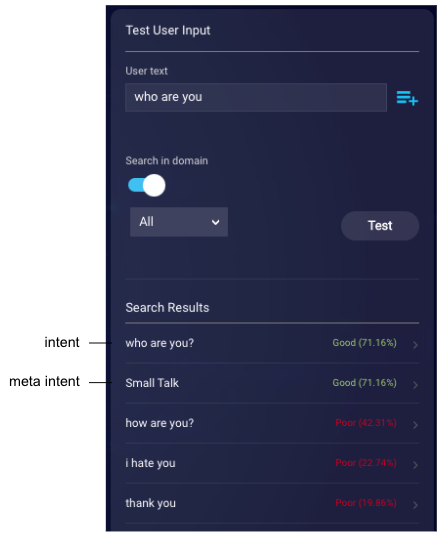 Test User Input
User text
who are you
Search in domain
All
Test
Search Results
intent
who are you?
Good (71.16%)
meta intent
Small Talk
Good (71.16%)
how are you?
Poor (42.31%)
i hate you
Poor (22.74%)
thank you
Poor (19.86%)